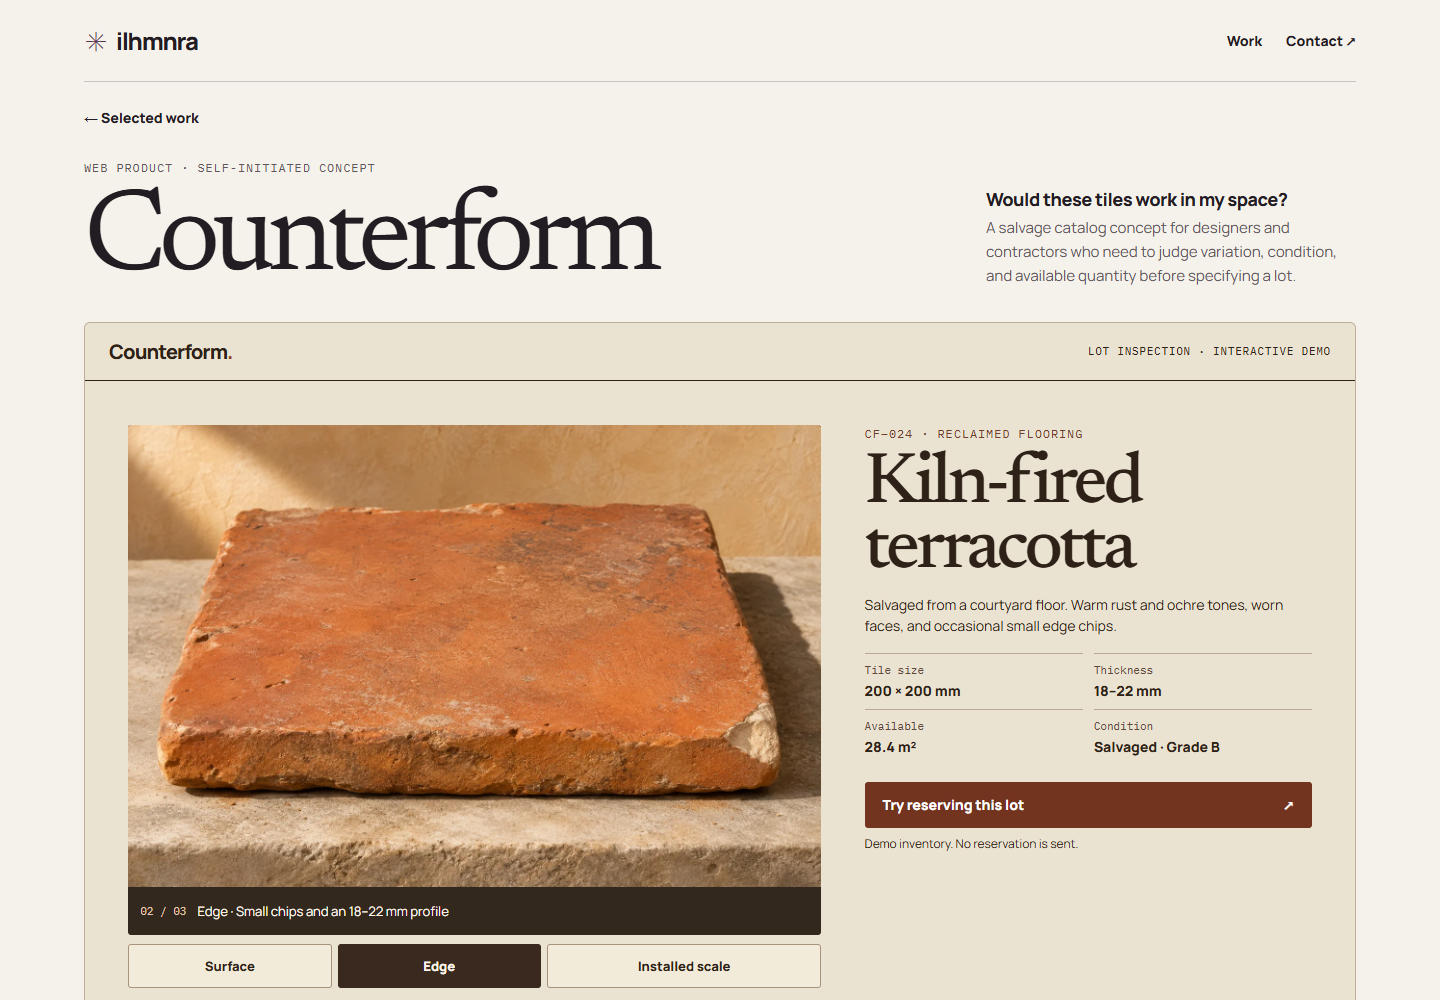 ilhmnra
Work
Contact ↗
← Selected work
WEB PRODUCT · SELF-INITIATED CONCEPT
Counterform
Would these tiles work in my space?
A salvage catalog concept for designers and
contractors who need to judge variation, condition,
and available quantity before specifying a lot.
Counterform.
LOT INSPECTION · INTERACTIVE DEMO
CF-024 · RECLAIMED FLOORING
Kiln-fired
terracotta
Salvaged from a courtyard floor. Warm rust and ochre tones, worn
faces, and occasional small edge chips.
Tile size
200 × 200 mm
Thickness
18–22 mm
Available
28.4 m²
Condition
Salvaged · Grade B
Try reserving this lot ↗
Demo inventory. No reservation is sent.
02 / 03 Edge · Small chips and an 18–22 mm profile
Surface
Edge
Installed scale